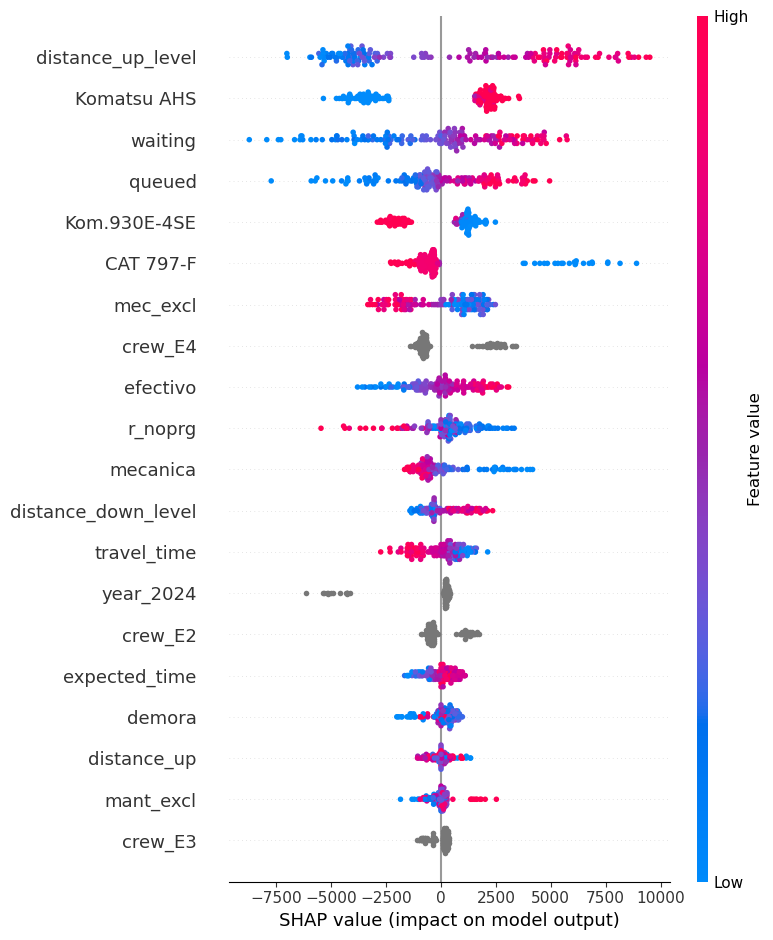 High
distance_up_level
Komatsu AHS
waiting
queued
Kom.930E-4SE
CAT 797-F
mec_excl
crew_E4
efectivo
r_noprg
mecanica
distance_down_level
travel_time
year_2024
crew_E2
expected_time
demora
distance_up
mant_excl
crew_E3
Feature value
Low
−7500 −5000 −2500 0 2500 5000 7500 10000
SHAP value (impact on model output)